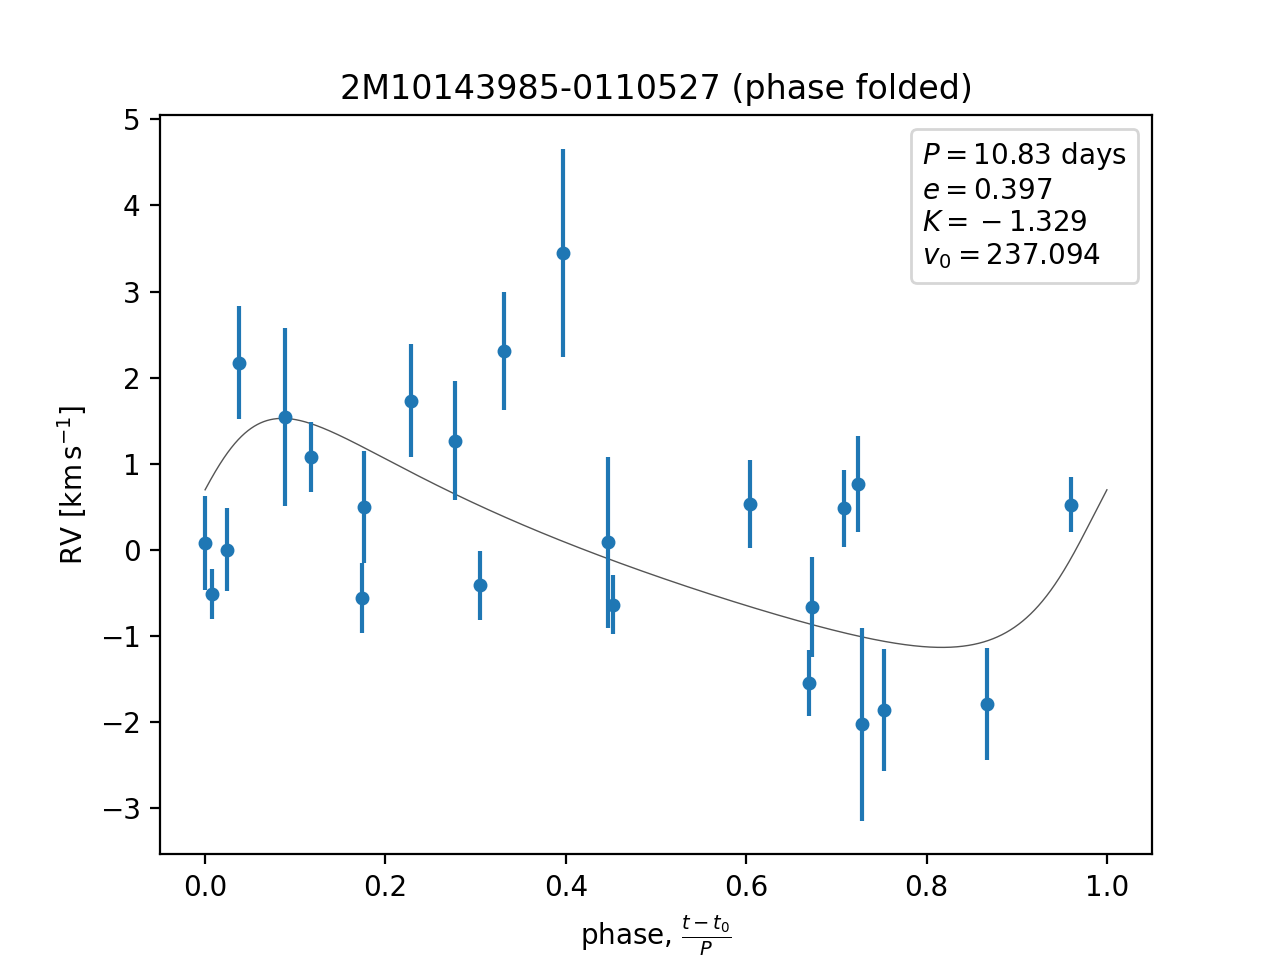 2M10143985-0110527 (phase folded)
P = 10.83 days
e = 0.397
K = −1.329
v₀ = 237.094
RV [km s⁻¹]
5
4
3
2
1
0
−1
−2
−3
0.0 0.2 0.4 0.6 0.8 1.0
phase, (t − t₀)/P